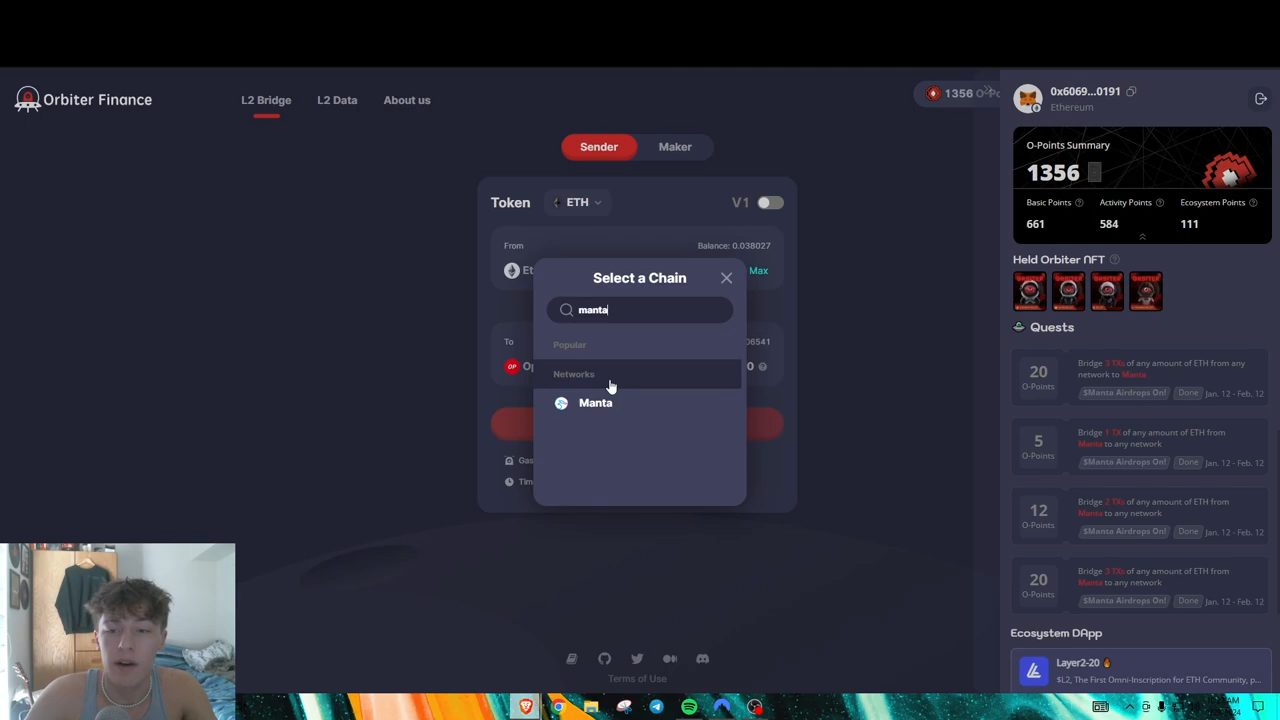 Orbiter Finance
L2 Bridge
L2 Data
About us
1356 O-Po
0x6069...0191
Ethereum
Sender
Maker
O-Points Summary
1356
Basic Points
Activity Points
Ecosystem Points
661
584
111
Token
ETH
V1
From
Balance: 0.038027
Et
Max
Select a Chain
manta
Popular
Networks
Manta
To
06541
OP
Op
0
Gas
Tim
Held Orbiter NFT
Quests
20
O-Points
Bridge 3 TXs of any amount of ETH from any
network to Manta
$Manta Airdrops On!
Done
Jan. 12 - Feb. 12
5
O-Points
Bridge 1 TX of any amount of ETH from
Manta to any network
$Manta Airdrops On!
Done
Jan. 12 - Feb. 12
12
O-Points
Bridge 2 TXs of any amount of ETH from
Manta to any network
$Manta Airdrops On!
Done
Jan. 12 - Feb. 12
20
O-Points
Bridge 3 TXs of any amount of ETH from
Manta to any network
$Manta Airdrops On!
Done
Jan. 12 - Feb. 12
Ecosystem DApp
Layer2-20
$L2, The First Omni-Inscription for ETH Community, p...
Terms of Use